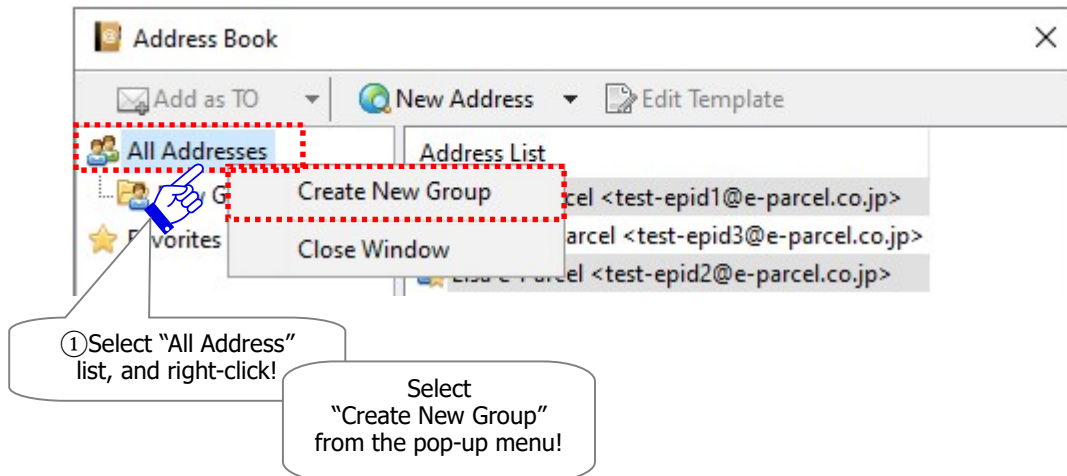 Address Book
Add as TO New Address Edit Template
All Addresses
Address List
Create New Group
cel <test-epid1@e-parcel.co.jp>
Favorites
arcel <test-epid3@e-parcel.co.jp>
Close Window
<test-epid2@e-parcel.co.jp>
①Select “All Address”
list, and right-click!
Select
“Create New Group”
from the pop-up menu!